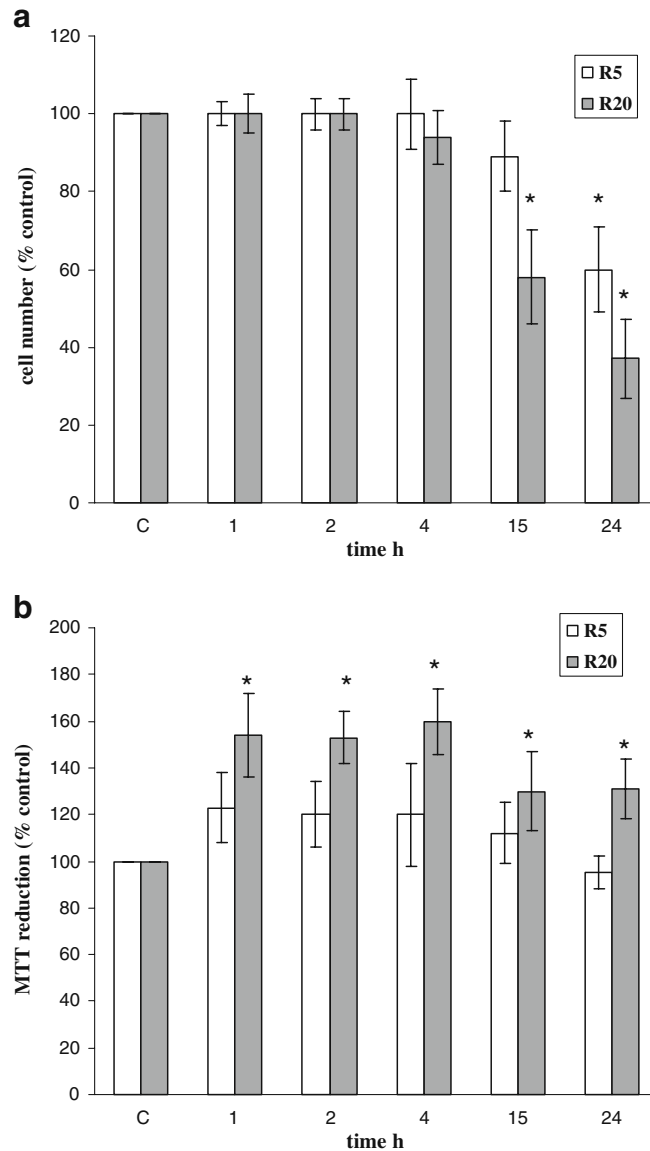 a
120
100
80
60
40
20
0
cell number (% control)
R5
R20
*
*
*
C 1 2 4 15 24
time h
b
200
180
160
140
120
100
80
60
40
20
0
MTT reduction (% control)
R5
R20
* * * * *
C 1 2 4 15 24
time h